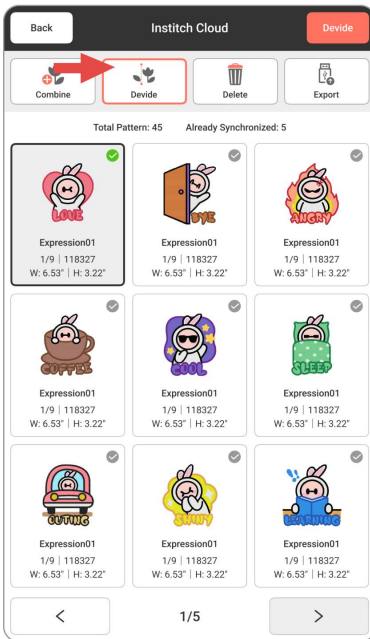 Back
Institch Cloud
Devide
Combine
Devide
Delete
Export
Total Pattern: 45 Already Synchronized: 5
LOVE
BYE
ANGRY
Expression01
Expression01
Expression01
1/9 | 118327
1/9 | 118327
1/9 | 118327
W: 6.53" | H: 3.22"
W: 6.53" | H: 3.22"
W: 6.53" | H: 3.22"
COFFEE
COOL
SLEEP
Expression01
Expression01
Expression01
1/9 | 118327
1/9 | 118327
1/9 | 118327
W: 6.53" | H: 3.22"
W: 6.53" | H: 3.22"
W: 6.53" | H: 3.22"
OUTING
SHINY
LEARNING
Expression01
Expression01
Expression01
1/9 | 118327
1/9 | 118327
1/9 | 118327
W: 6.53" | H: 3.22"
W: 6.53" | H: 3.22"
W: 6.53" | H: 3.22"
< 1/5 >